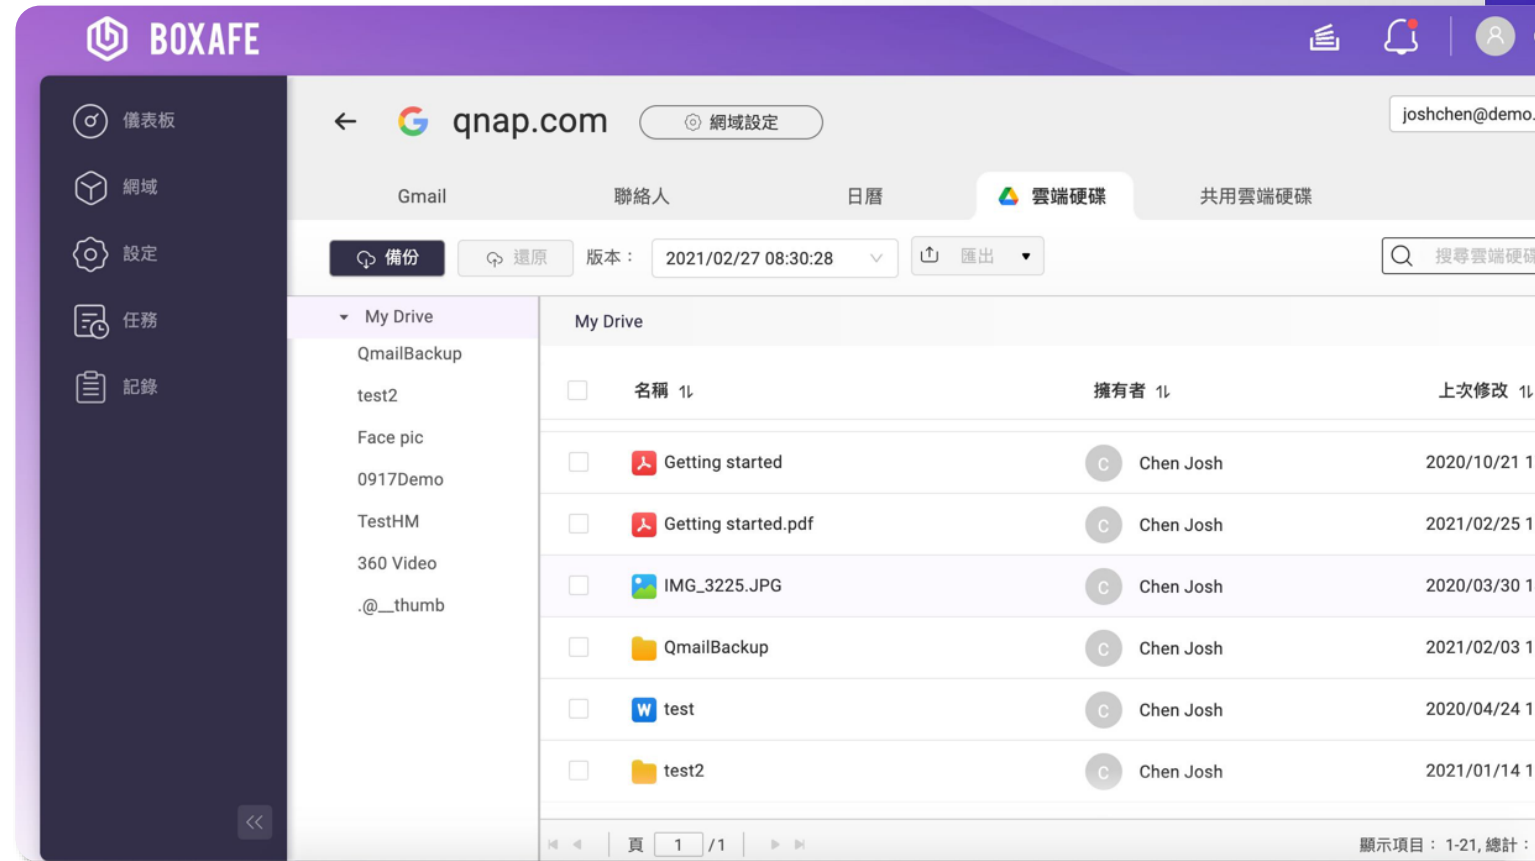 BOXAFE
儀表板
網域
設定
任務
記錄
qnap.com
網域設定
joshchen@demo.
Gmail
聯絡人
日曆
雲端硬碟
共用雲端硬碟
備份
還原
版本：
2021/02/27 08:30:28
匯出
搜尋雲端硬碟
My Drive
QmailBackup
test2
Face pic
0917Demo
TestHM
360 Video
.@__thumb
My Drive
名稱
擁有者
上次修改
Getting started
C
Chen Josh
2020/10/21 1
Getting started.pdf
C
Chen Josh
2021/02/25 1
IMG_3225.JPG
C
Chen Josh
2020/03/30 1
QmailBackup
C
Chen Josh
2021/02/03 1
W
test
C
Chen Josh
2020/04/24 1
test2
C
Chen Josh
2021/01/14 1
頁 1 /1
顯示項目： 1-21, 總計：